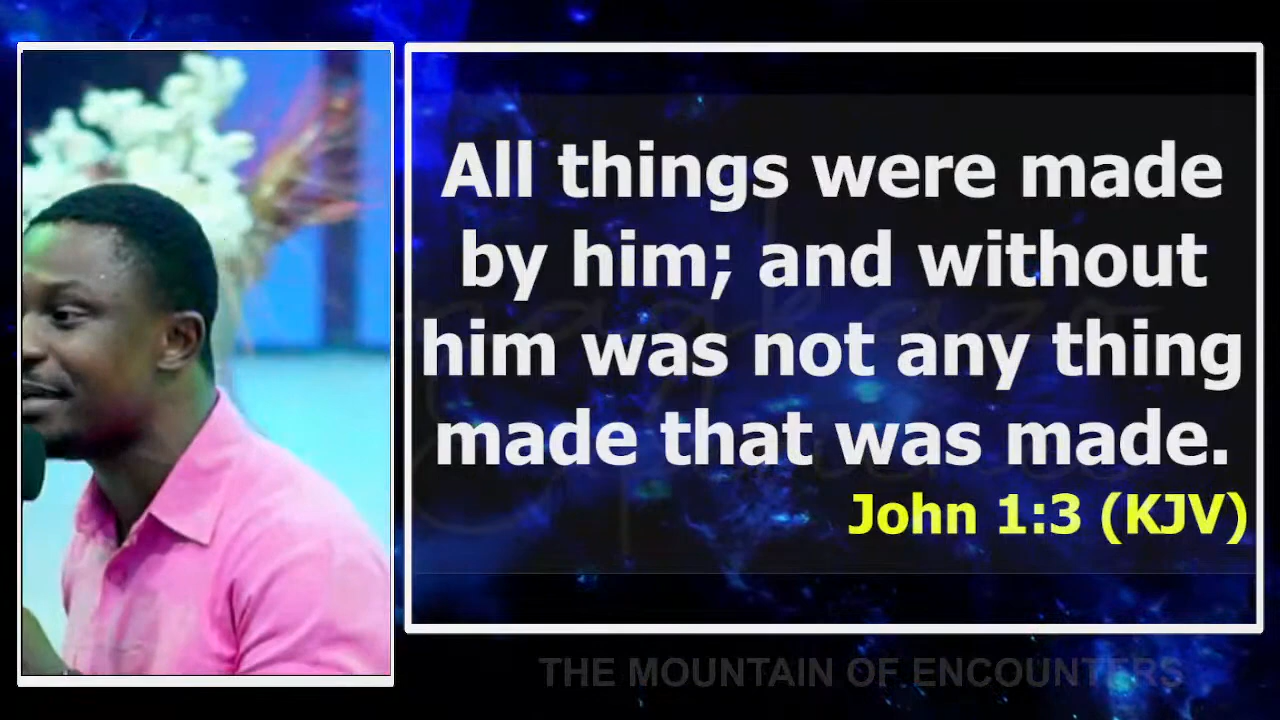 All things were made
by him; and without
him was not any thing
made that was made.
John 1:3 (KJV)
THE MOUNTAIN OF ENCOUNTERS